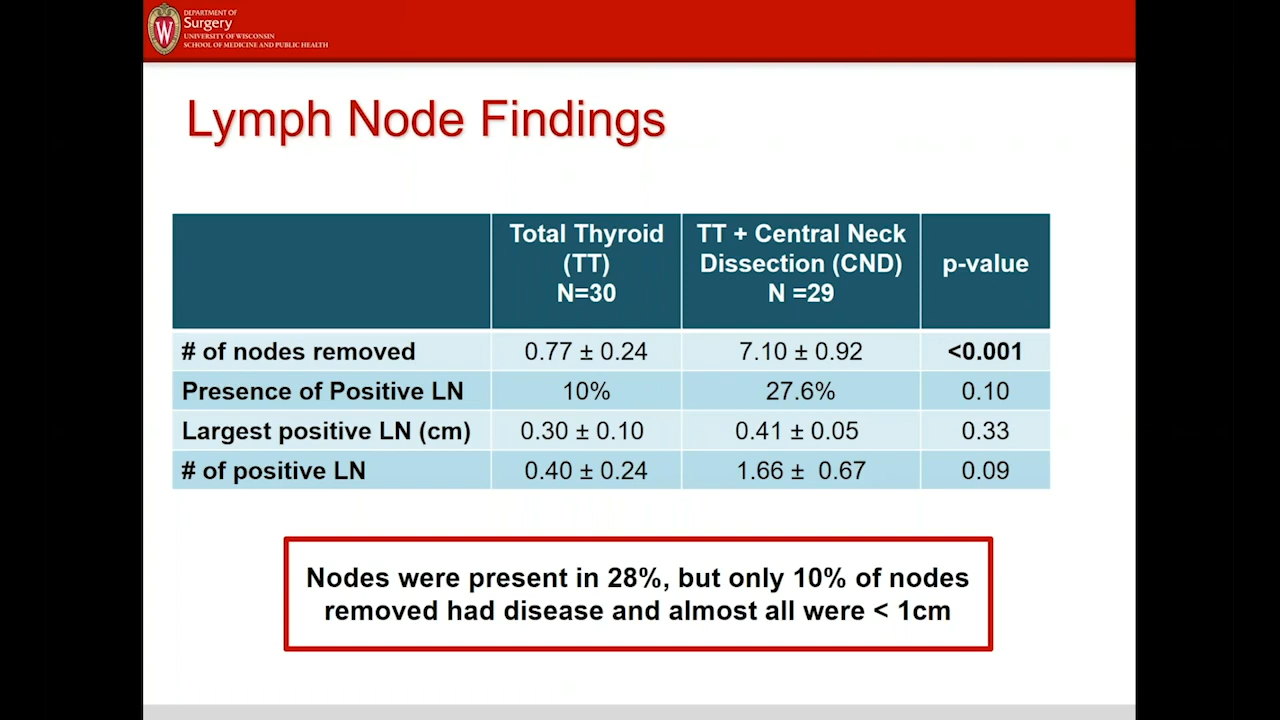 DEPARTMENT OF
Surgery
UNIVERSITY OF WISCONSIN
SCHOOL OF MEDICINE AND PUBLIC HEALTH
W
Lymph Node Findings
Total Thyroid (TT) N=30 TT + Central Neck Dissection (CND) N =29 p-value
# of nodes removed 0.77 ± 0.24 7.10 ± 0.92 <0.001
Presence of Positive LN 10% 27.6% 0.10
Largest positive LN (cm) 0.30 ± 0.10 0.41 ± 0.05 0.33
# of positive LN 0.40 ± 0.24 1.66 ± 0.67 0.09
Nodes were present in 28%, but only 10% of nodes
removed had disease and almost all were < 1cm